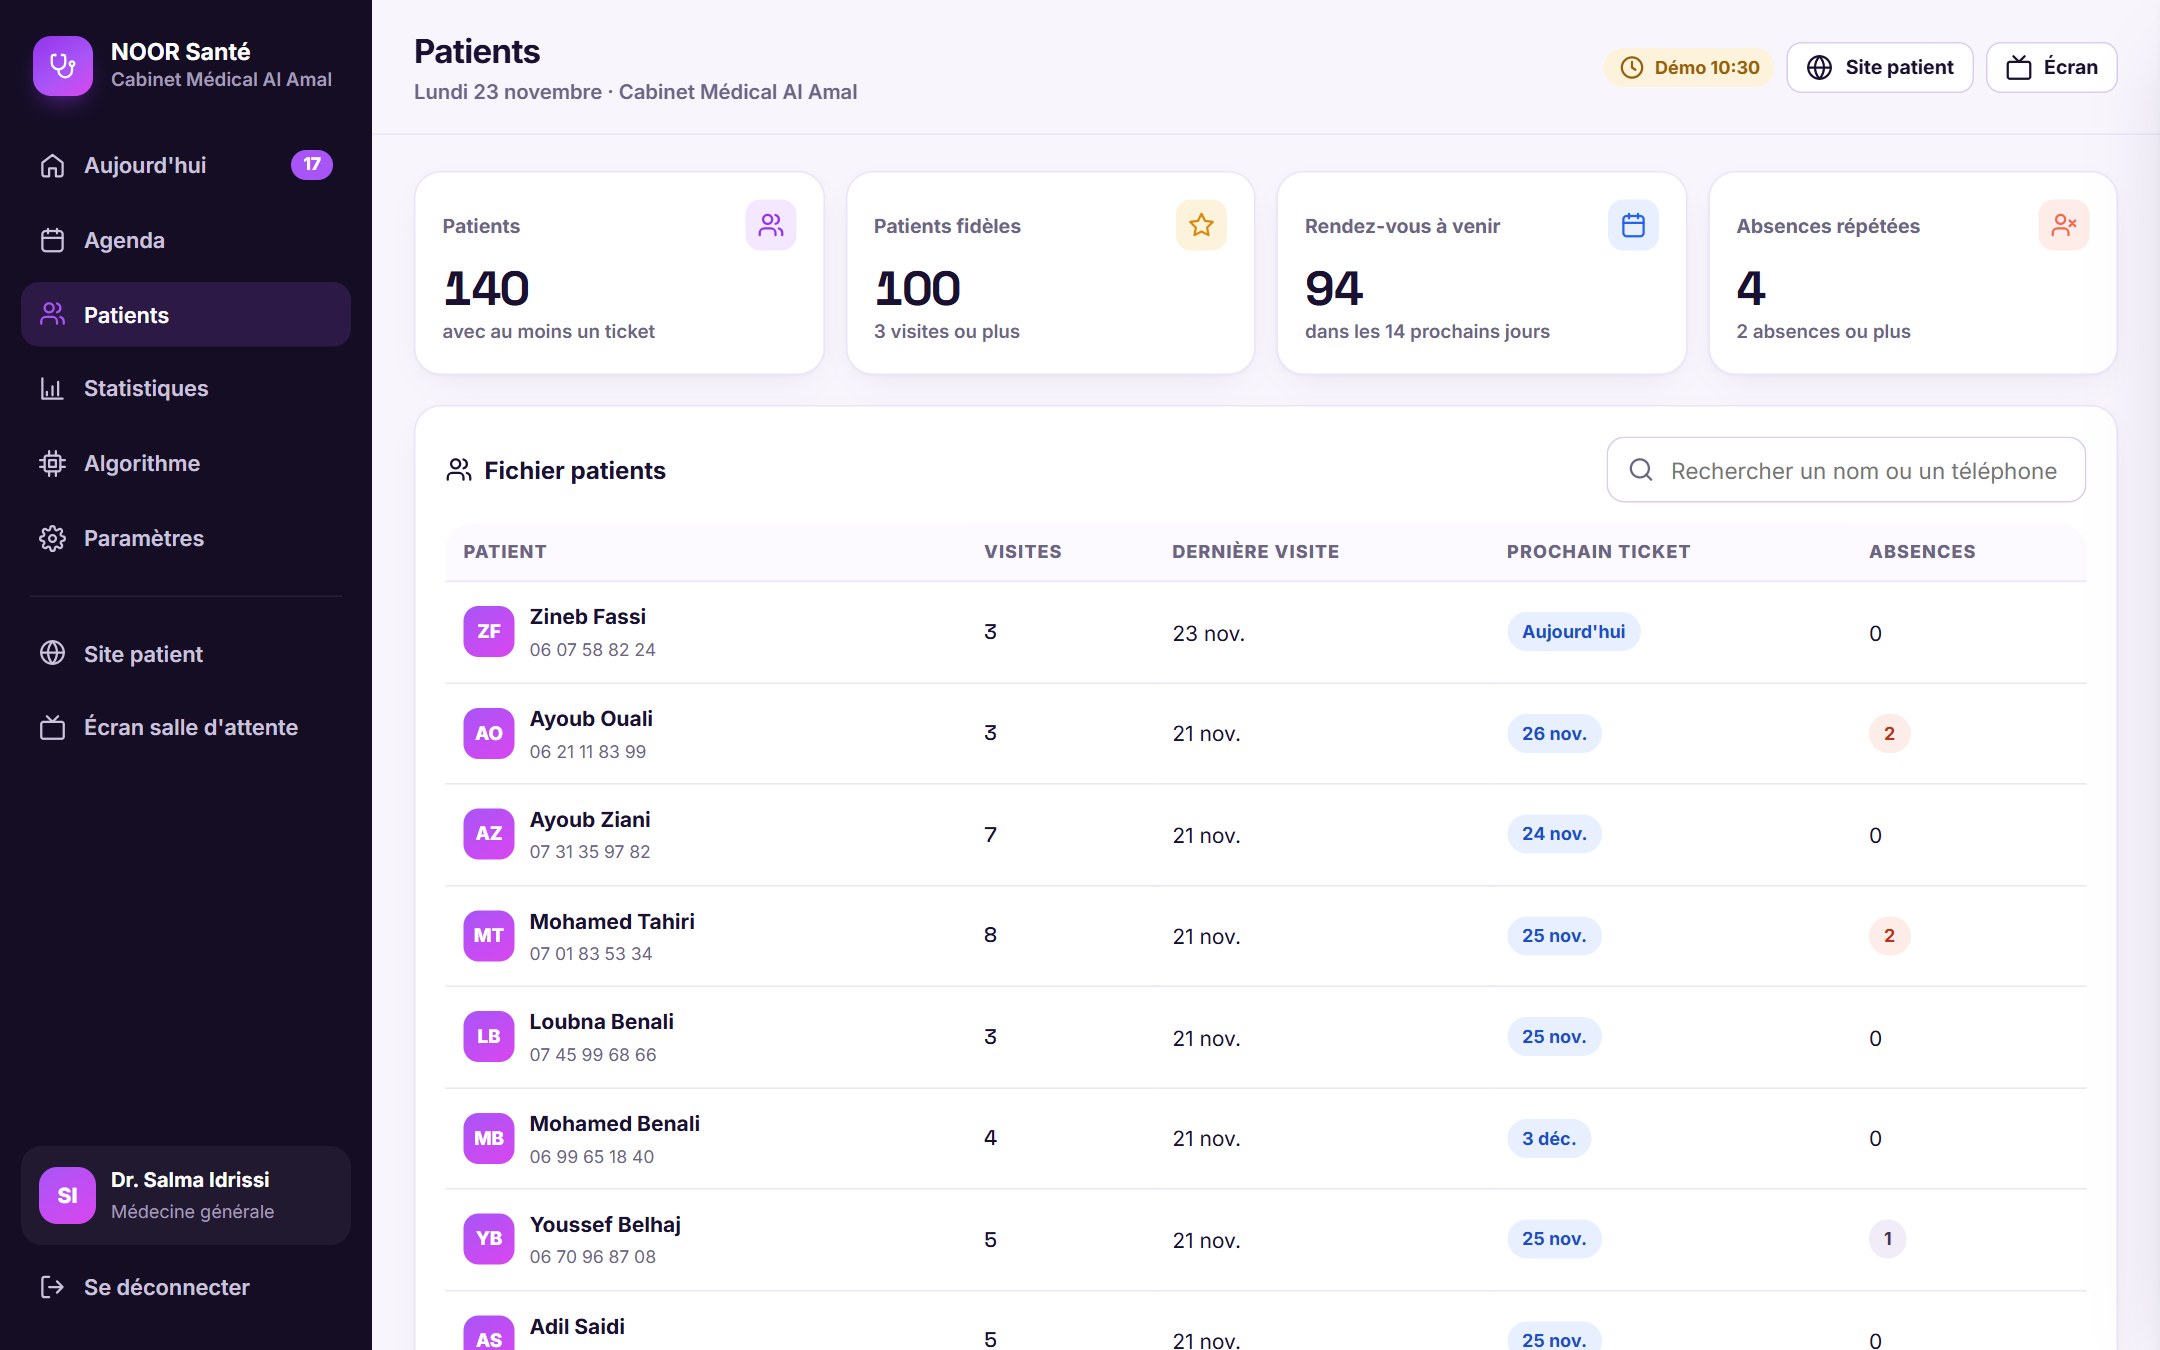 NOOR Santé
Cabinet Médical Al Amal
Aujourd'hui 17
Agenda
Patients
Statistiques
Algorithme
Paramètres
Site patient
Écran salle d'attente
SI
Dr. Salma Idrissi
Médecine générale
Se déconnecter
Patients
Lundi 23 novembre · Cabinet Médical Al Amal
Démo 10:30
Site patient
Écran
Patients
140
avec au moins un ticket
Patients fidèles
100
3 visites ou plus
Rendez-vous à venir
94
dans les 14 prochains jours
Absences répétées
4
2 absences ou plus
Fichier patients
Rechercher un nom ou un téléphone
PATIENT VISITES DERNIÈRE VISITE PROCHAIN TICKET ABSENCES
ZF Zineb Fassi 3 23 nov. Aujourd'hui 0
06 07 58 82 24
AO Ayoub Ouali 3 21 nov. 26 nov. 2
06 21 11 83 99
AZ Ayoub Ziani 7 21 nov. 24 nov. 0
07 31 35 97 82
MT Mohamed Tahiri 8 21 nov. 25 nov. 2
07 01 83 53 34
LB Loubna Benali 3 21 nov. 25 nov. 0
07 45 99 68 66
MB Mohamed Benali 4 21 nov. 3 déc. 0
06 99 65 18 40
YB Youssef Belhaj 5 21 nov. 25 nov. 1
06 70 96 87 08
AS Adil Saidi 5 21 nov. 25 nov. 0